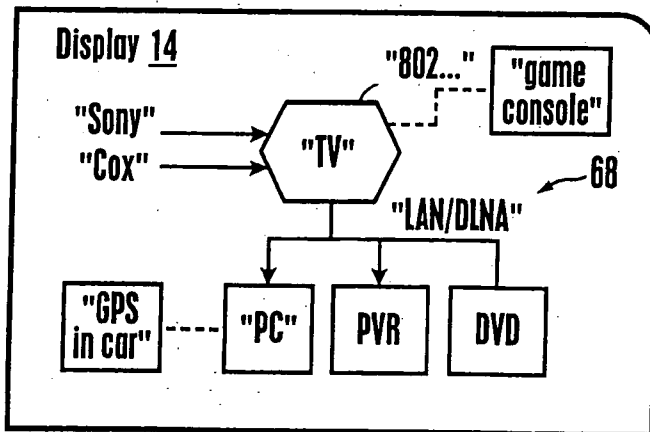 Display 14
"802..."
"game
console"
"Sony"
"Cox"
"TV"
68
"LAN/DLNA"
"GPS
in car"
"PC"
PVR
DVD